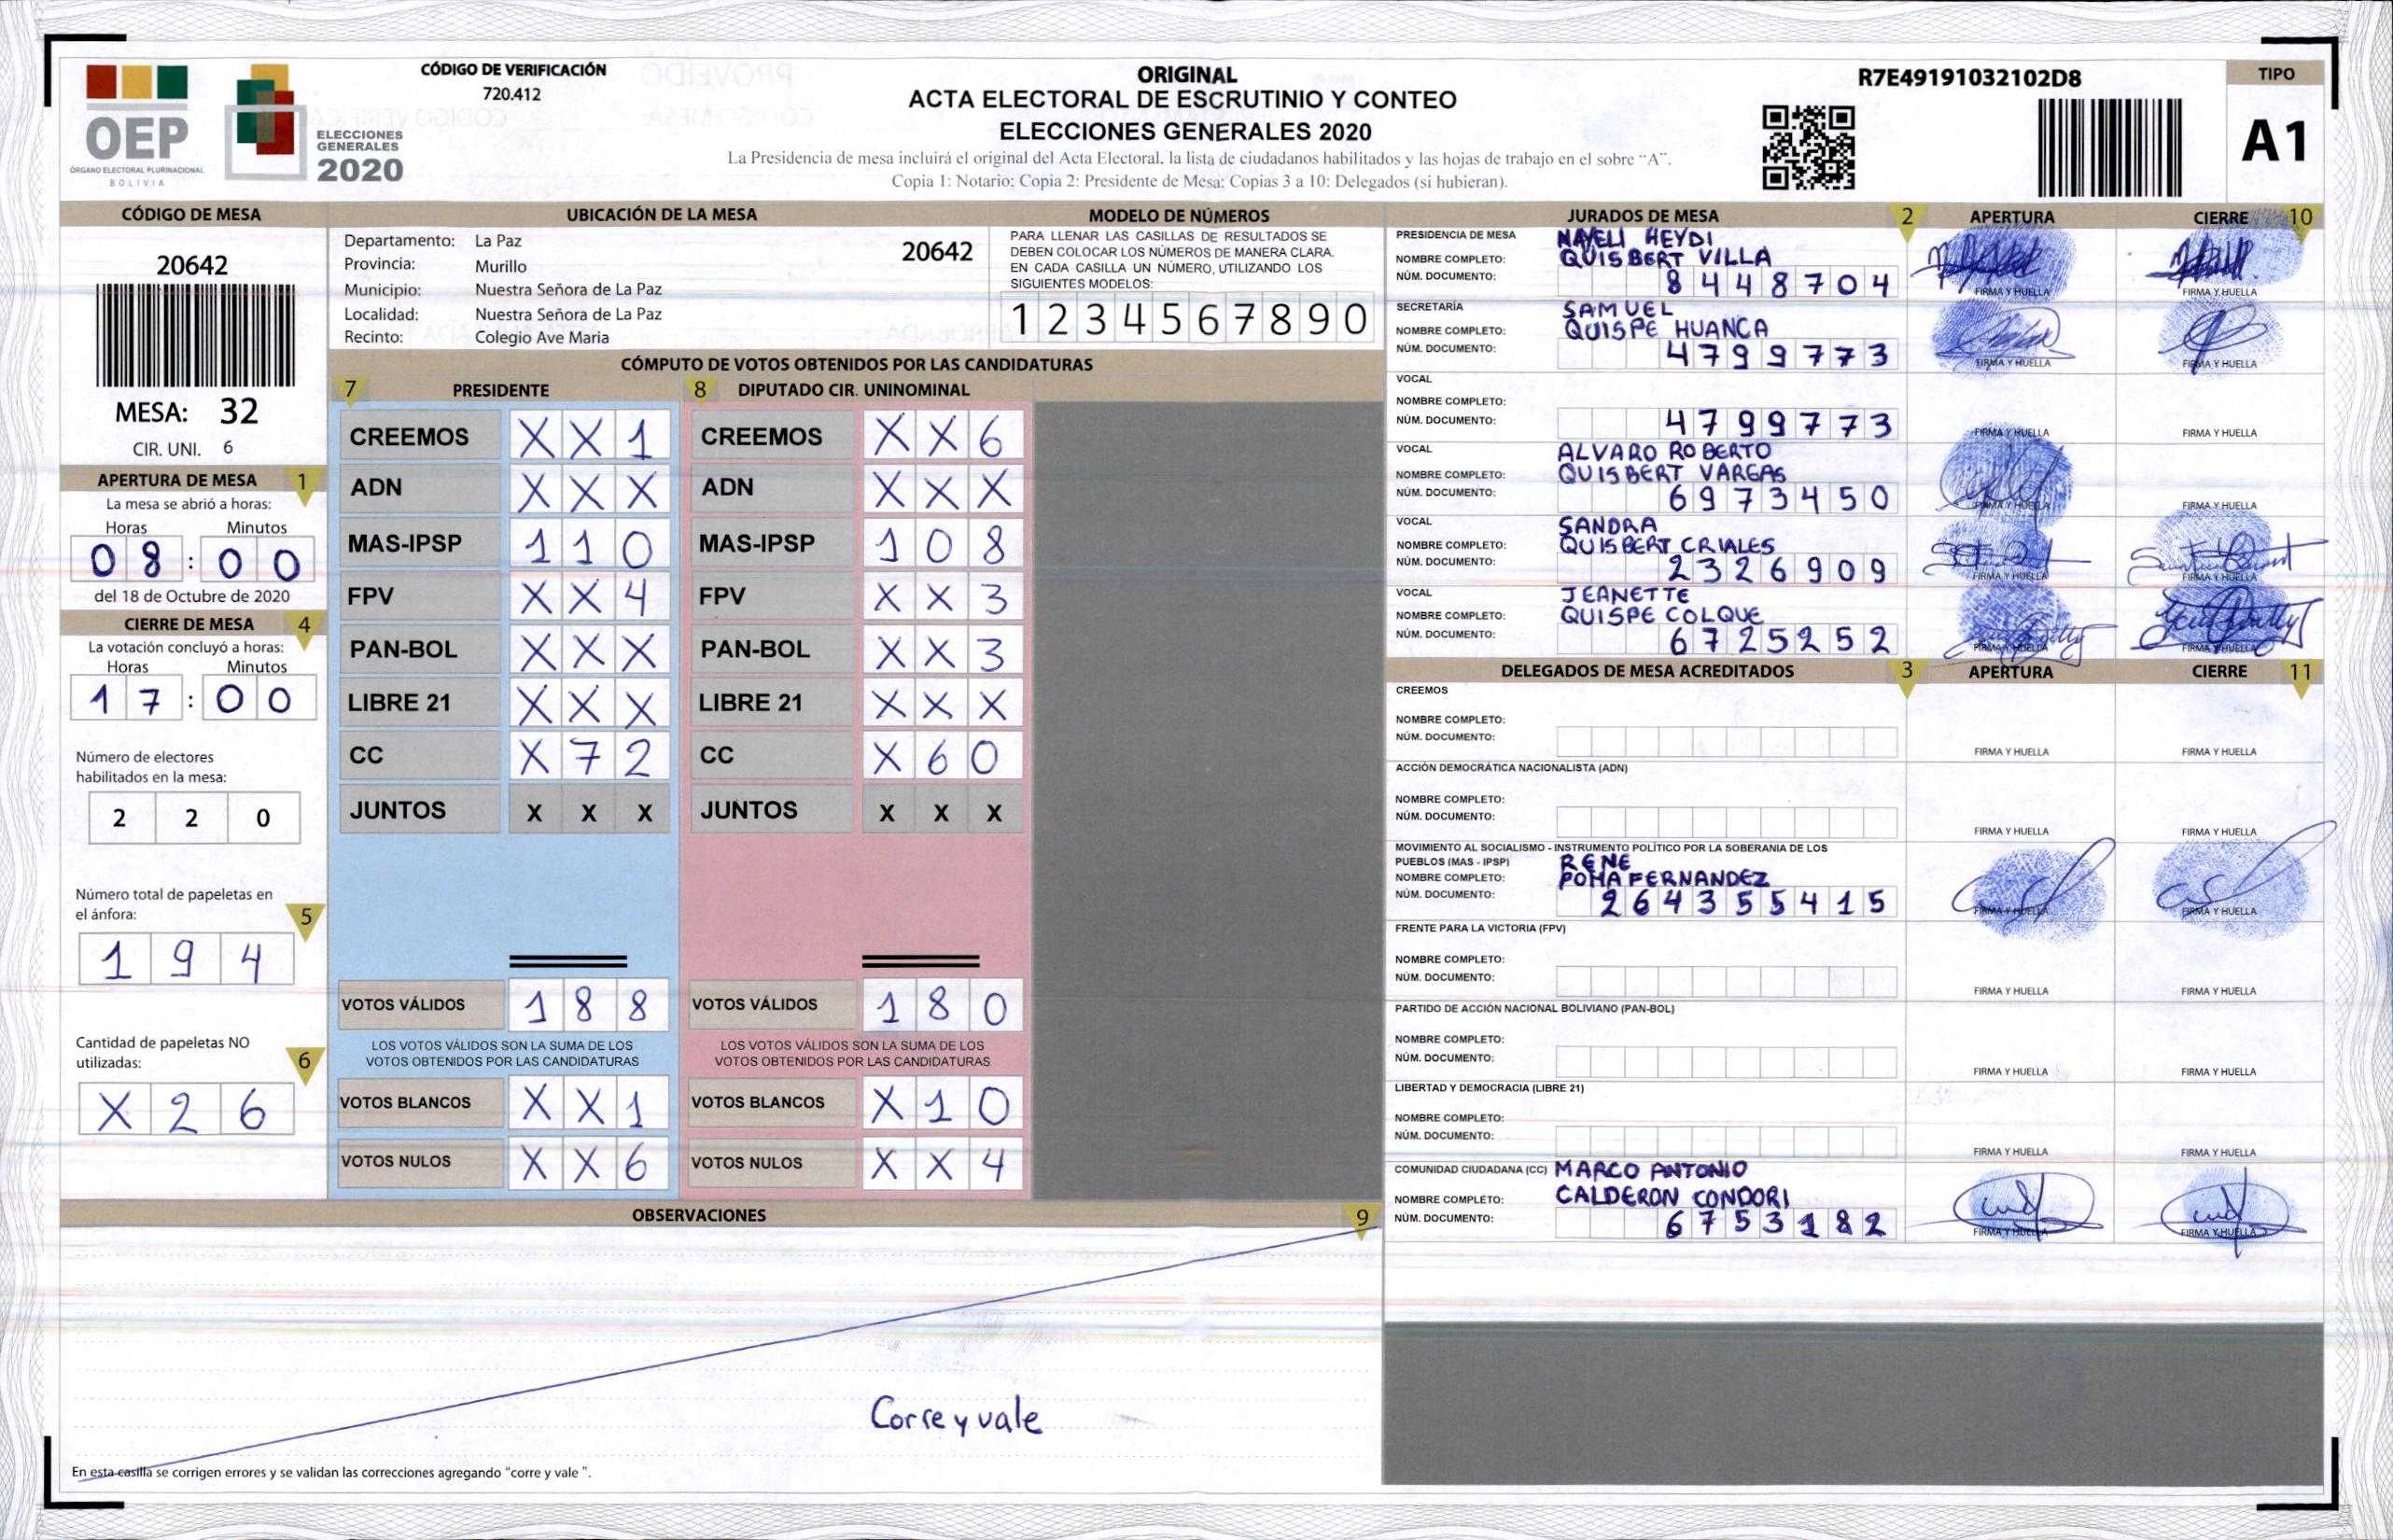 CÓDIGO DE VERIFICACIÓN
720.412
OEP
ÓRGANO ELECTORAL PLURINACIONAL
BOLIVIA
ELECCIONES
GENERALES
2020
ORIGINAL
ACTA ELECTORAL DE ESCRUTINIO Y CONTEO
ELECCIONES GENERALES 2020
La Presidencia de mesa incluirá el original del Acta Electoral, la lista de ciudadanos habilitados y las hojas de trabajo en el sobre "A".
Copia 1: Notario; Copia 2: Presidente de Mesa; Copias 3 a 10: Delegados (si hubieran).
R7E49191032102D8
TIPO
A1
CÓDIGO DE MESA
20642
MESA: 32
CIR. UNI. 6
APERTURA DE MESA 1
La mesa se abrió a horas:
Horas Minutos
08:00
del 18 de Octubre de 2020
CIERRE DE MESA 4
La votación concluyó a horas:
Horas Minutos
17:00
Número de electores
habilitados en la mesa:
2 2 0
Número total de papeletas en
el ánfora: 5
1 9 4
Cantidad de papeletas NO
utilizadas: 6
X 2 6
UBICACIÓN DE LA MESA
Departamento: La Paz 20642
Provincia: Murillo
Municipio: Nuestra Señora de La Paz
Localidad: Nuestra Señora de La Paz
Recinto: Colegio Ave Maria
MODELO DE NÚMEROS
PARA LLENAR LAS CASILLAS DE RESULTADOS SE
DEBEN COLOCAR LOS NÚMEROS DE MANERA CLARA.
EN CADA CASILLA UN NÚMERO, UTILIZANDO LOS
SIGUIENTES MODELOS:
1 2 3 4 5 6 7 8 9 0
CÓMPUTO DE VOTOS OBTENIDOS POR LAS CANDIDATURAS
7 PRESIDENTE
CREEMOS X X 1
ADN X X X
MAS-IPSP 1 1 0
FPV X X 4
PAN-BOL X X X
LIBRE 21 X X X
CC X 7 2
JUNTOS X X X
VOTOS VÁLIDOS 1 8 8
LOS VOTOS VÁLIDOS SON LA SUMA DE LOS
VOTOS OBTENIDOS POR LAS CANDIDATURAS
VOTOS BLANCOS X X 1
VOTOS NULOS X X 6
8 DIPUTADO CIR. UNINOMINAL
CREEMOS X X 6
ADN X X X
MAS-IPSP 1 0 8
FPV X X 3
PAN-BOL X X 3
LIBRE 21 X X X
CC X 6 0
JUNTOS X X X
VOTOS VÁLIDOS 1 8 0
LOS VOTOS VÁLIDOS SON LA SUMA DE LOS
VOTOS OBTENIDOS POR LAS CANDIDATURAS
VOTOS BLANCOS X 1 0
VOTOS NULOS X X 4
OBSERVACIONES 9
Corre y vale
En esta casilla se corrigen errores y se validan las correcciones agregando "corre y vale ".
JURADOS DE MESA 2 APERTURA CIERRE 10
PRESIDENCIA DE MESA NAYELI HEYDI
NOMBRE COMPLETO: QUISBERT VILLA
NÚM. DOCUMENTO: 8448704
FIRMA Y HUELLA FIRMA Y HUELLA
SECRETARÍA SAMUEL
NOMBRE COMPLETO: QUISPE HUANCA
NÚM. DOCUMENTO: 4799773
FIRMA Y HUELLA FIRMA Y HUELLA
VOCAL
NOMBRE COMPLETO:
NÚM. DOCUMENTO: 4799773
FIRMA Y HUELLA FIRMA Y HUELLA
VOCAL ALVARO ROBERTO
NOMBRE COMPLETO: QUISBERT VARGAS
NÚM. DOCUMENTO: 6973450
FIRMA Y HUELLA FIRMA Y HUELLA
VOCAL SANDRA
NOMBRE COMPLETO: QUISBERT CRIALES
NÚM. DOCUMENTO: 2326909
FIRMA Y HUELLA FIRMA Y HUELLA
VOCAL JEANETTE
NOMBRE COMPLETO: QUISPE COLQUE
NÚM. DOCUMENTO: 6725252
FIRMA Y HUELLA FIRMA Y HUELLA
DELEGADOS DE MESA ACREDITADOS 3 APERTURA CIERRE 11
CREEMOS
NOMBRE COMPLETO:
NÚM. DOCUMENTO:
FIRMA Y HUELLA FIRMA Y HUELLA
ACCIÓN DEMOCRÁTICA NACIONALISTA (ADN)
NOMBRE COMPLETO:
NÚM. DOCUMENTO:
FIRMA Y HUELLA FIRMA Y HUELLA
MOVIMIENTO AL SOCIALISMO - INSTRUMENTO POLÍTICO POR LA SOBERANIA DE LOS
PUEBLOS (MAS - IPSP) RENE
NOMBRE COMPLETO: POMA FERNANDEZ
NÚM. DOCUMENTO: 264355415
FIRMA Y HUELLA FIRMA Y HUELLA
FRENTE PARA LA VICTORIA (FPV)
NOMBRE COMPLETO:
NÚM. DOCUMENTO:
FIRMA Y HUELLA FIRMA Y HUELLA
PARTIDO DE ACCIÓN NACIONAL BOLIVIANO (PAN-BOL)
NOMBRE COMPLETO:
NÚM. DOCUMENTO:
FIRMA Y HUELLA FIRMA Y HUELLA
LIBERTAD Y DEMOCRACIA (LIBRE 21)
NOMBRE COMPLETO:
NÚM. DOCUMENTO:
FIRMA Y HUELLA FIRMA Y HUELLA
COMUNIDAD CIUDADANA (CC) MARCO ANTONIO
NOMBRE COMPLETO: CALDERON CONDORI
NÚM. DOCUMENTO: 6753182
FIRMA Y HUELLA FIRMA Y HUELLA